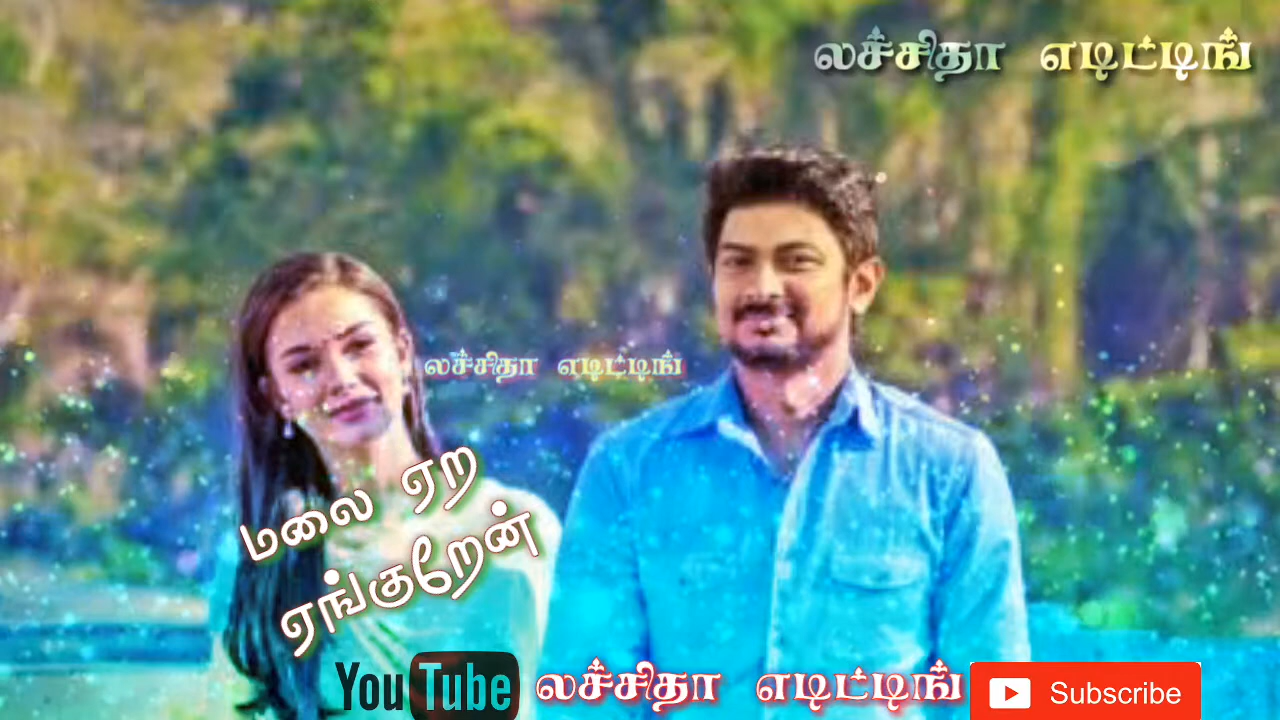 லச்சிதா எடிட்டிங்
லச்சிதா எடிட்டிங்
மலை ஏற
ஏங்குறேன்
YouTube லச்சிதா எடிட்டிங் Subscribe